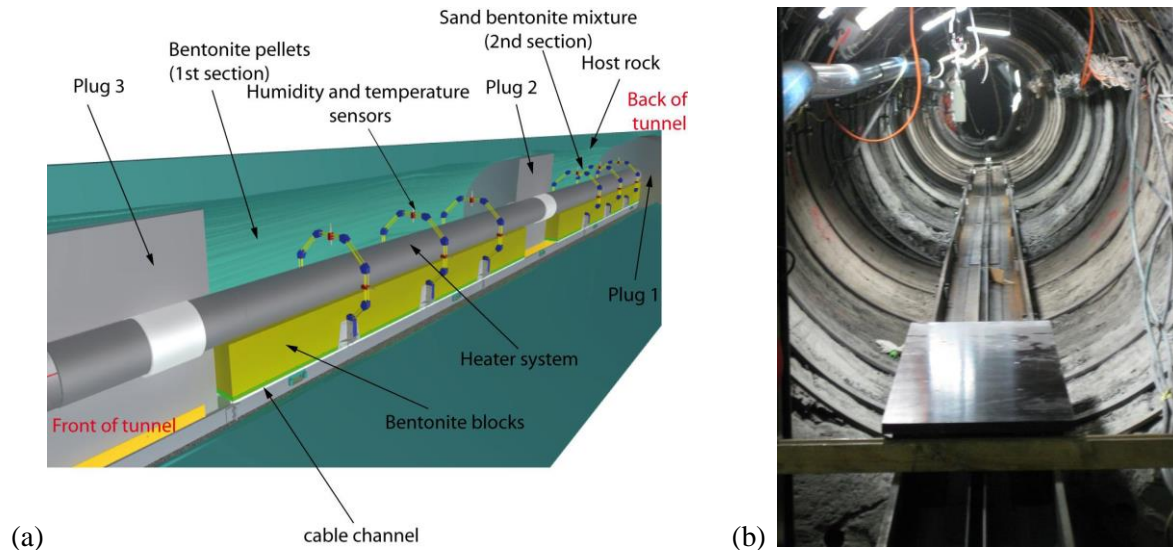 Sand bentonite mixture
(2nd section)
Bentonite pellets
(1st section)
Host rock
Plug 3
Humidity and temperature
sensors
Plug 2
Back of
tunnel
Plug 1
Heater system
Front of tunnel
Bentonite blocks
cable channel
(a)
(b)